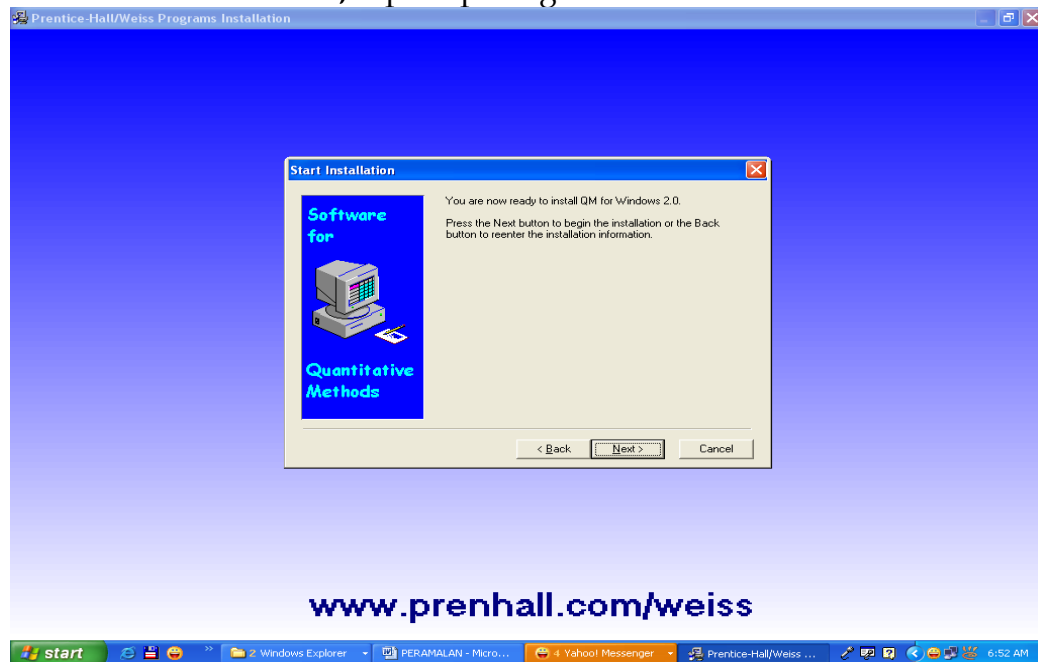 Prentice-Hall/Weiss Programs Installation
Start Installation
Software
for
Quantitative
Methods
You are now ready to install QM for Windows 2.0.
Press the Next button to begin the installation or the Back
button to reenter the installation information.
< Back Next > Cancel
www.prenhall.com/weiss
start 2 Windows Explorer PERAMALAN - Micro... 4 Yahoo! Messenger Prentice-Hall/Weiss ... 6:52 AM